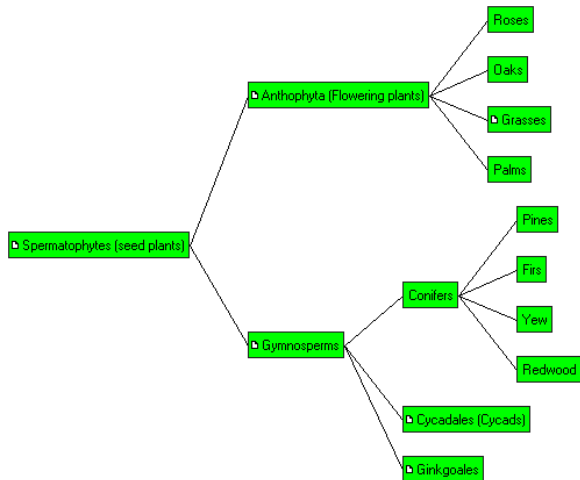 Roses
Oaks
Anthophyta (Flowering plants)
Grasses
Palms
Spermatophytes (seed plants)
Pines
Firs
Conifers
Yew
Gymnosperms
Redwood
Cycadales (Cycads)
Ginkgoales